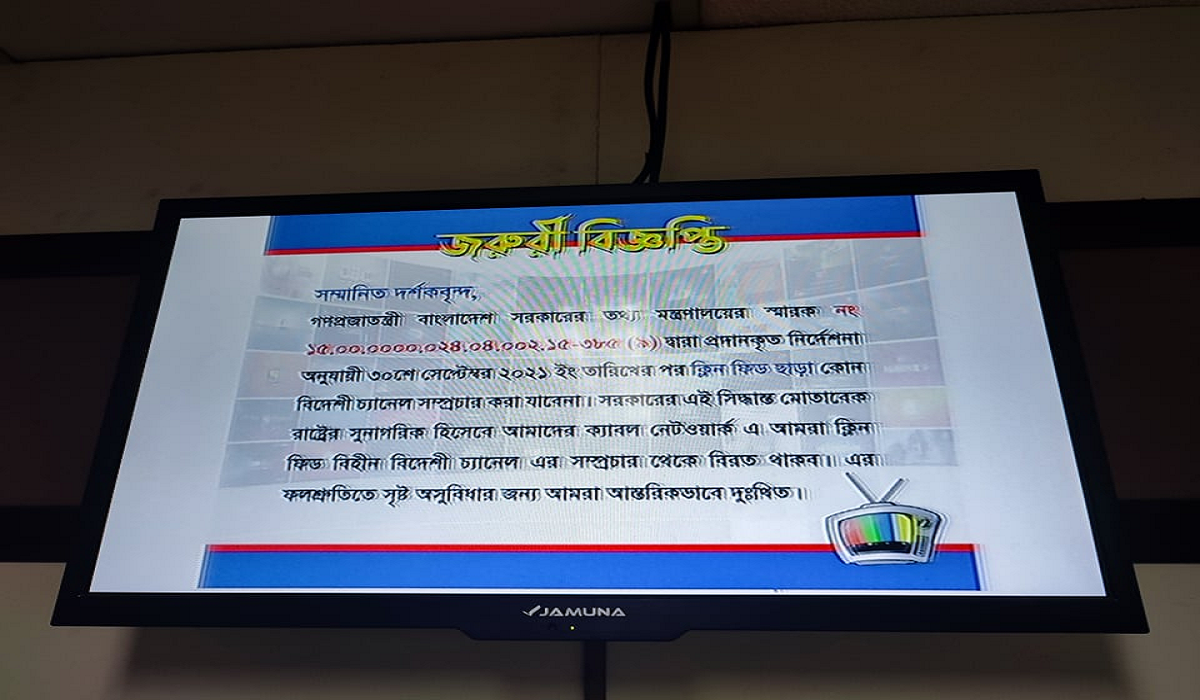 জরুরী বিজ্ঞপ্তি
সম্মানিত দর্শকবৃন্দ,
গণপ্রজাতন্ত্রী বাংলাদেশ সরকারের তথ্য মন্ত্রণালয়ের স্মারক নং
১৫.০০.০০০০.০২৪.০৪.০০২.১৫-৩৮৫ (৯) দ্বারা প্রদানকৃত নির্দেশনা
অনুযায়ী ৩০শে সেপ্টেম্বর ২০২১ ইং তারিখের পর ক্লিন ফিড ছাড়া কোন
বিদেশী চ্যানেল সম্প্রচার করা যাবেনা। সরকারের এই সিদ্ধান্ত মোতাবেক
রাষ্ট্রের সুনাগরিক হিসেবে আমাদের ক্যাবল নেটওয়ার্ক এ আমরা ক্লিন
ফিড বিহীন বিদেশী চ্যানেল এর সম্প্রচার থেকে বিরত থাকব। এর
ফলশ্রুতিতে সৃষ্ট অসুবিধার জন্য আমরা আন্তরিকভাবে দুঃখিত।
JAMUNA